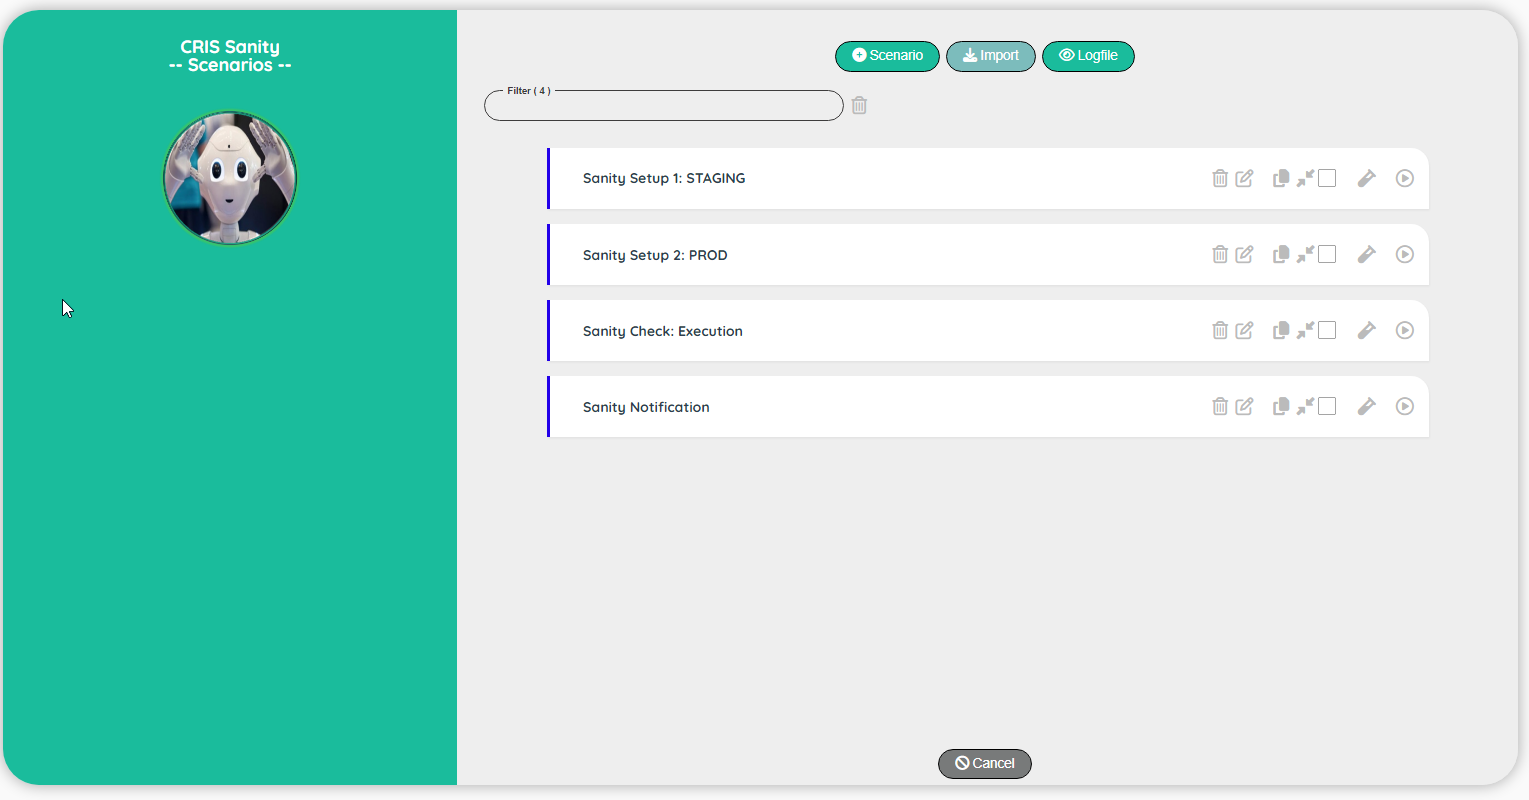 CRIS Sanity
-- Scenarios --
Scenario
Import
Logfile
Filter ( 4 )
Sanity Setup 1: STAGING
Sanity Setup 2: PROD
Sanity Check: Execution
Sanity Notification
Cancel